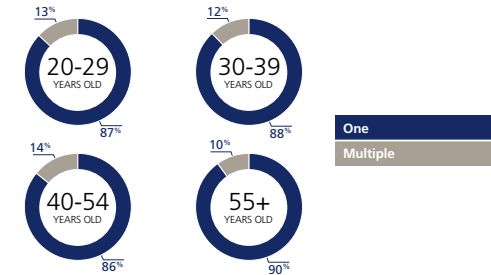 13%
20-29
YEARS OLD
87%
12%
30-39
YEARS OLD
88%
One
Multiple
14%
40-54
YEARS OLD
86%
10%
55+
YEARS OLD
90%